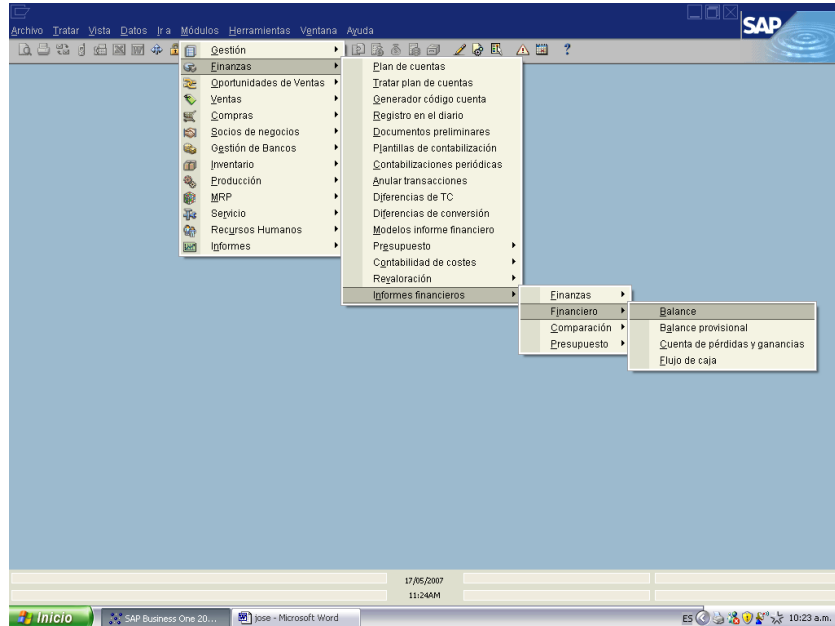 SAP
Archivo Tratar Vista Datos Ir a Módulos Herramientas Ventana Ayuda
Gestión
Finanzas
Oportunidades de Ventas
Ventas
Compras
Socios de negocios
Gestión de Bancos
Inventario
Producción
MRP
Servicio
Recursos Humanos
Informes
Plan de cuentas
Tratar plan de cuentas
Generador código cuenta
Registro en el diario
Documentos preliminares
Plantillas de contabilización
Contabilizaciones periódicas
Anular transacciones
Diferencias de TC
Diferencias de conversión
Modelos informe financiero
Presupuesto
Contabilidad de costes
Revaloración
Informes financieros
Finanzas
Financiero
Comparación
Presupuesto
Balance
Balance provisional
Cuenta de pérdidas y ganancias
Flujo de caja
17/05/2007
11:24AM
Inicio
SAP Business One 20...
jose - Microsoft Word
ES
10:23 a.m.